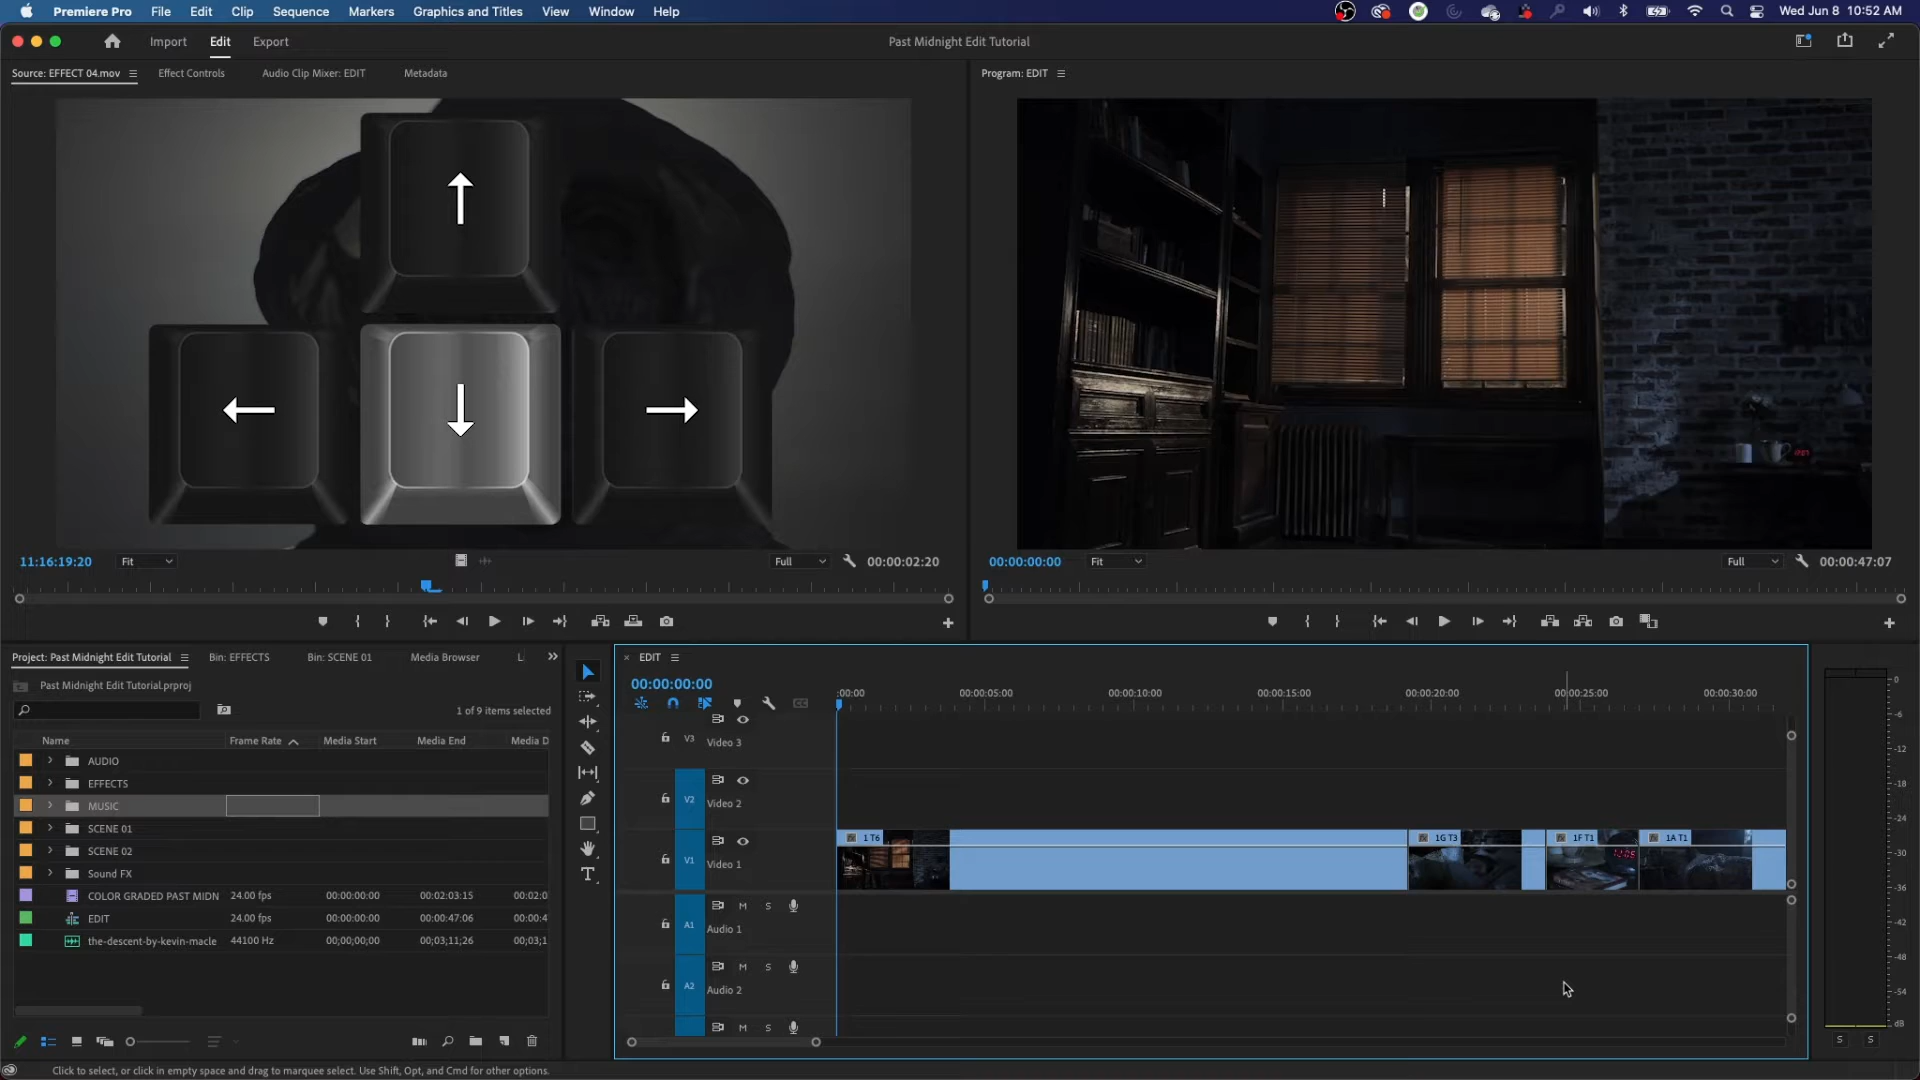 Premiere Pro File Edit Clip Sequence Markers Graphics and Titles View Window Help Wed Jun 8 10:52 AM
Import Edit Export Past Midnight Edit Tutorial
Source: EFFECT 04.mov Effect Controls Audio Clip Mixer: EDIT Metadata
Program: EDIT
11:16:19:20 Fit Full 00:00:02:20
00:00:00:00 Fit Full 00:00:47:07
Project: Past Midnight Edit Tutorial Bin: EFFECTS Bin: SCENE 01 Media Browser L
Past Midnight Edit Tutorial.prproj
1 of 9 items selected
Name Frame Rate Media Start Media End Media D
AUDIO
EFFECTS
MUSIC
SCENE 01
SCENE 02
Sound FX
COLOR GRADED PAST MIDN 24.00 fps 00:00:00:00 00:02:03:15 00:02:0
EDIT 24.00 fps 00:00:00:00 00:00:47:06 00:00:4
the-descent-by-kevin-macle 44100 Hz 00;00;00;00 00;03;11;26 00;03;1
EDIT
00:00:00:00
:00:00 00:00:05:00 00:00:10:00 00:00:15:00 00:00:20:00 00:00:25:00 00:00:30:00
V3 Video 3
V2 Video 2
1 T6 1G T3 1F T1 1A T1
V1 Video 1
M S
A1 Audio 1
M S
A2 Audio 2
M S
T
0
-6
-12
-18
-24
-30
-36
-42
-48
-54
dB
S S
Click to select, or click in empty space and drag to marquee select. Use Shift, Opt, and Cmd for other options.